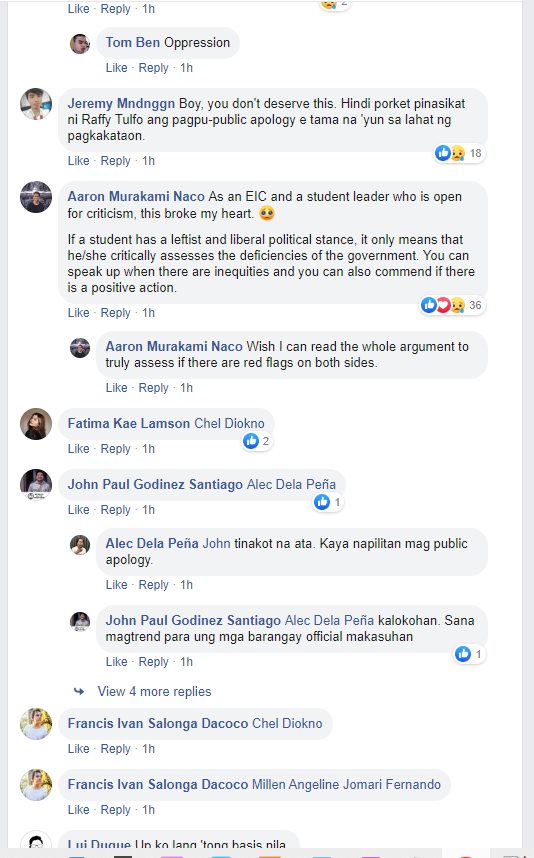 Like · Reply · 1h
2
Tom Ben Oppression
Like · Reply · 1h
Jeremy Mndnggn Boy, you don't deserve this. Hindi porket pinasikat
ni Raffy Tulfo ang pagpu-public apology e tama na 'yun sa lahat ng
pagkakataon.
18
Like · Reply · 1h
Aaron Murakami Naco As an EIC and a student leader who is open
for criticism, this broke my heart. 🥺
If a student has a leftist and liberal political stance, it only means that
he/she critically assesses the deficiencies of the government. You can
speak up when there are inequities and you can also commend if there
is a positive action.
36
Like · Reply · 1h
Aaron Murakami Naco Wish I can read the whole argument to
truly assess if there are red flags on both sides.
Like · Reply · 1h
Fatima Kae Lamson Chel Diokno
2
Like · Reply · 1h
John Paul Godinez Santiago Alec Dela Peña
1
Like · Reply · 1h
Alec Dela Peña John tinakot na ata. Kaya napilitan mag public
apology.
Like · Reply · 1h
John Paul Godinez Santiago Alec Dela Peña kalokohan. Sana
magtrend para ung mga barangay official makasuhan
1
Like · Reply · 1h
View 4 more replies
Francis Ivan Salonga Dacoco Chel Diokno
Like · Reply · 1h
Francis Ivan Salonga Dacoco Millen Angeline Jomari Fernando
Like · Reply · 1h
Lui Duque Up ko lang 'tong basis nila